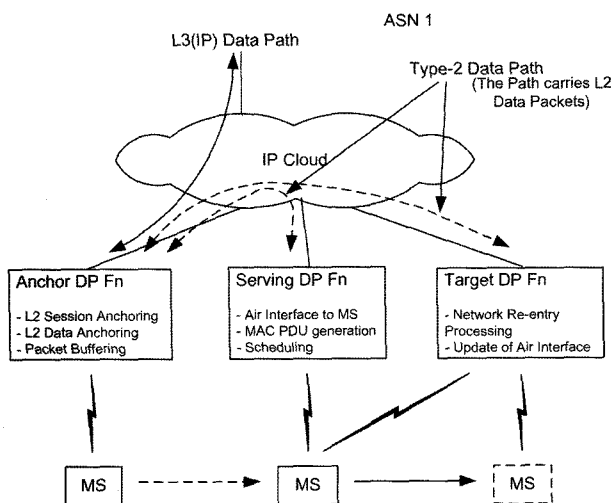 ASN 1
L3(IP) Data Path
Type-2 Data Path
(The Path carries L2
Data Packets)
IP Cloud
Anchor DP Fn
- L2 Session Anchoring
- L2 Data Anchoring
- Packet Buffering
Serving DP Fn
- Air Interface to MS
- MAC PDU generation
- Scheduling
Target DP Fn
- Network Re-entry
Processing
- Update of Air Interface
MS
MS
MS